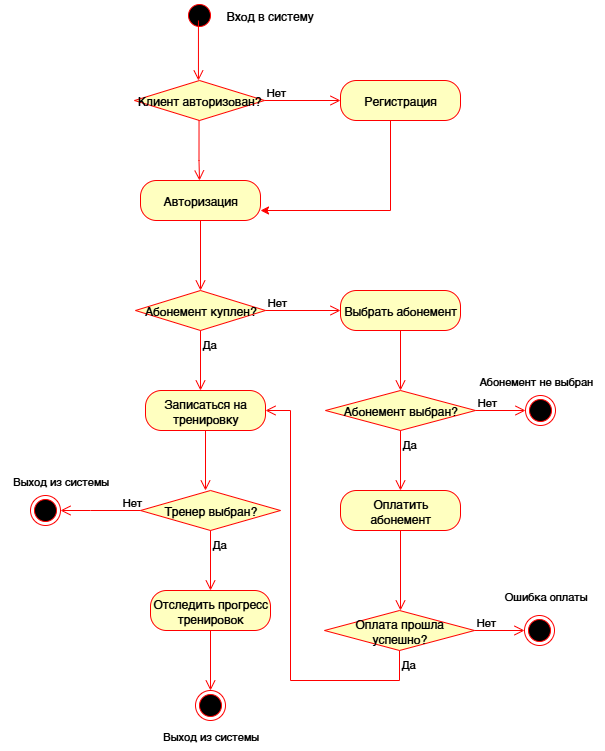 Вход в систему
Клиент авторизован?
Нет
Регистрация
Авторизация
Абонемент куплен?
Нет
Выбрать абонемент
Да
Абонемент не выбран
Записаться на
тренировку
Абонемент выбран?
Нет
Да
Выход из системы
Нет
Тренер выбран?
Оплатить
абонемент
Да
Отследить прогресс
тренировок
Ошибка оплаты
Оплата прошла
успешно?
Нет
Да
Выход из системы